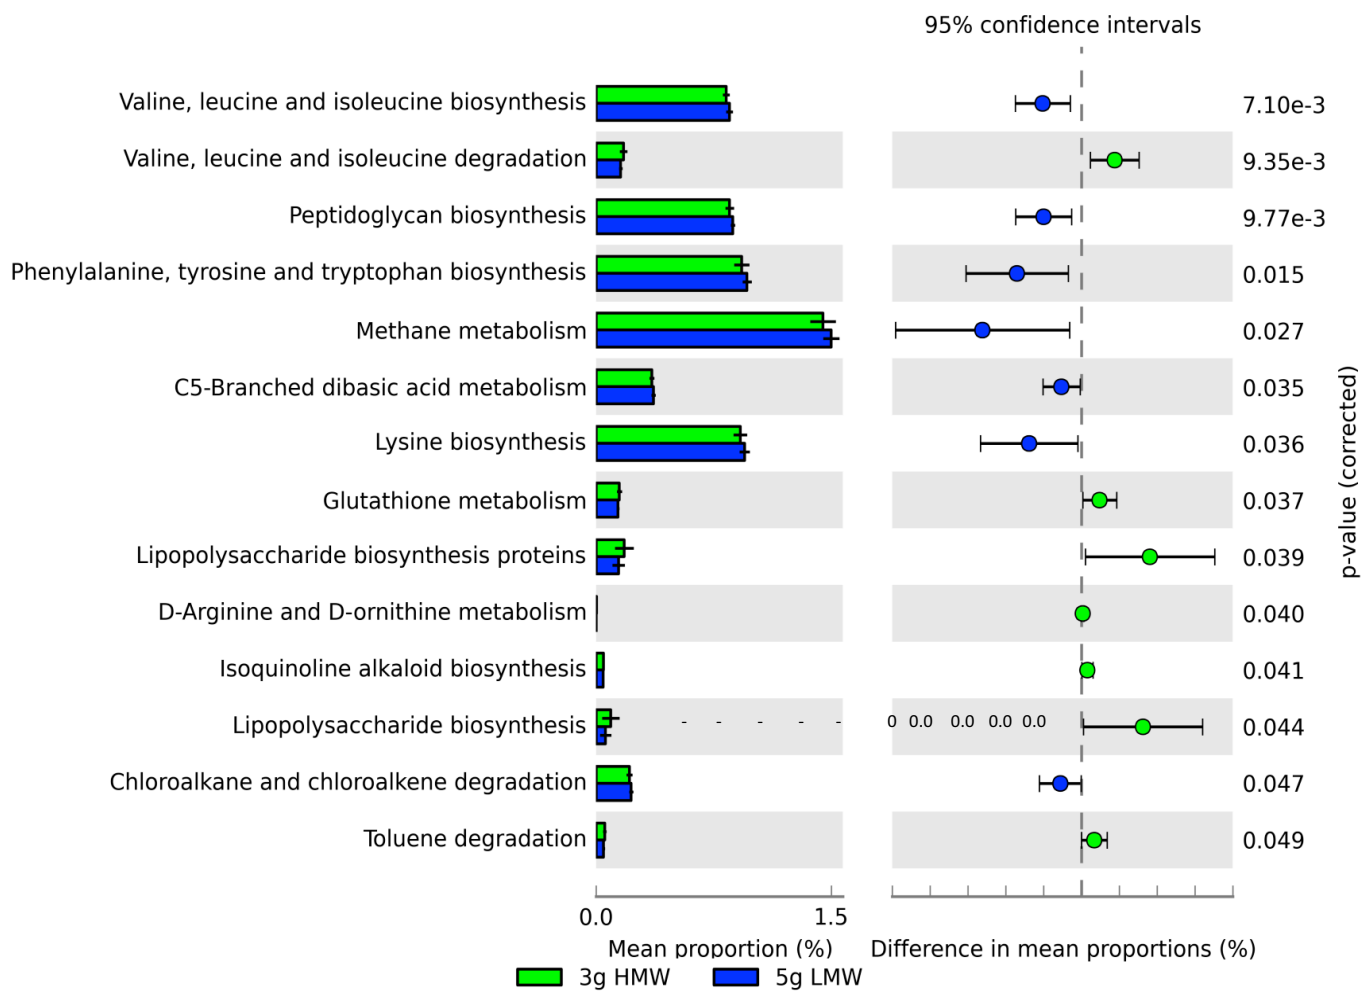 95% confidence intervals
Valine, leucine and isoleucine biosynthesis 7.10e-3
Valine, leucine and isoleucine degradation 9.35e-3
Peptidoglycan biosynthesis 9.77e-3
Phenylalanine, tyrosine and tryptophan biosynthesis 0.015
Methane metabolism 0.027
C5-Branched dibasic acid metabolism 0.035
Lysine biosynthesis 0.036
Glutathione metabolism 0.037
Lipopolysaccharide biosynthesis proteins 0.039
D-Arginine and D-ornithine metabolism 0.040
Isoquinoline alkaloid biosynthesis 0.041
Lipopolysaccharide biosynthesis - - - - - 0 0.0 0.0 0.0 0.0 0.044
Chloroalkane and chloroalkene degradation 0.047
Toluene degradation 0.049
p-value (corrected)
0.0 1.5
Mean proportion (%) Difference in mean proportions (%)
3g HMW 5g LMW